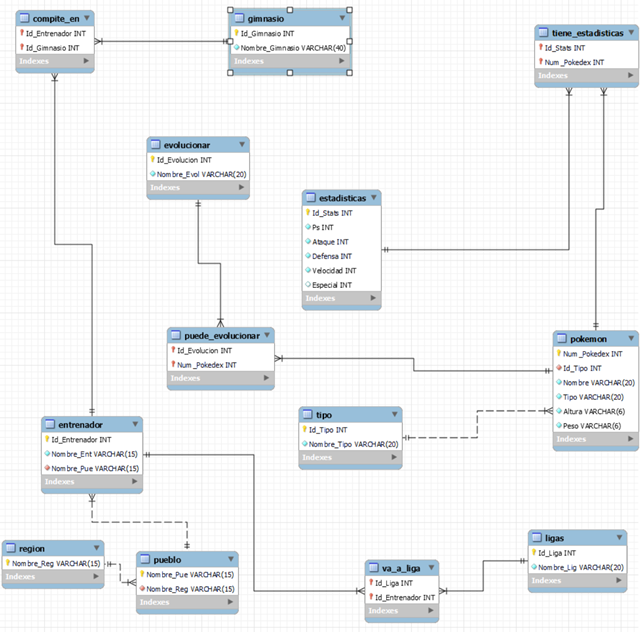 compite_en
Id_Entrenador INT
Id_Gimnasio INT
Indexes
gimnasio
Id_Gimnasio INT
Nombre_Gimnasio VARCHAR(40)
Indexes
tiene_estadisticas
Id_Stats INT
Num_Pokedex INT
Indexes
evolucionar
Id_Evolucion INT
Nombre_Evol VARCHAR(20)
Indexes
estadisticas
Id_Stats INT
Ps INT
Ataque INT
Defensa INT
Velocidad INT
Especial INT
Indexes
puede_evolucionar
Id_Evolucion INT
Num_Pokedex INT
Indexes
pokemon
Num_Pokedex INT
Id_Tipo INT
Nombre VARCHAR(20)
Tipo VARCHAR(20)
Altura VARCHAR(6)
Peso VARCHAR(6)
Indexes
tipo
Id_Tipo INT
Nombre_Tipo VARCHAR(20)
Indexes
entrenador
Id_Entrenador INT
Nombre_Ent VARCHAR(15)
Nombre_Pue VARCHAR(15)
Indexes
region
Nombre_Reg VARCHAR(15)
Indexes
pueblo
Nombre_Pue VARCHAR(15)
Nombre_Reg VARCHAR(15)
Indexes
va_a_liga
Id_Liga INT
Id_Entrenador INT
Indexes
ligas
Id_Liga INT
Nombre_Lig VARCHAR(20)
Indexes